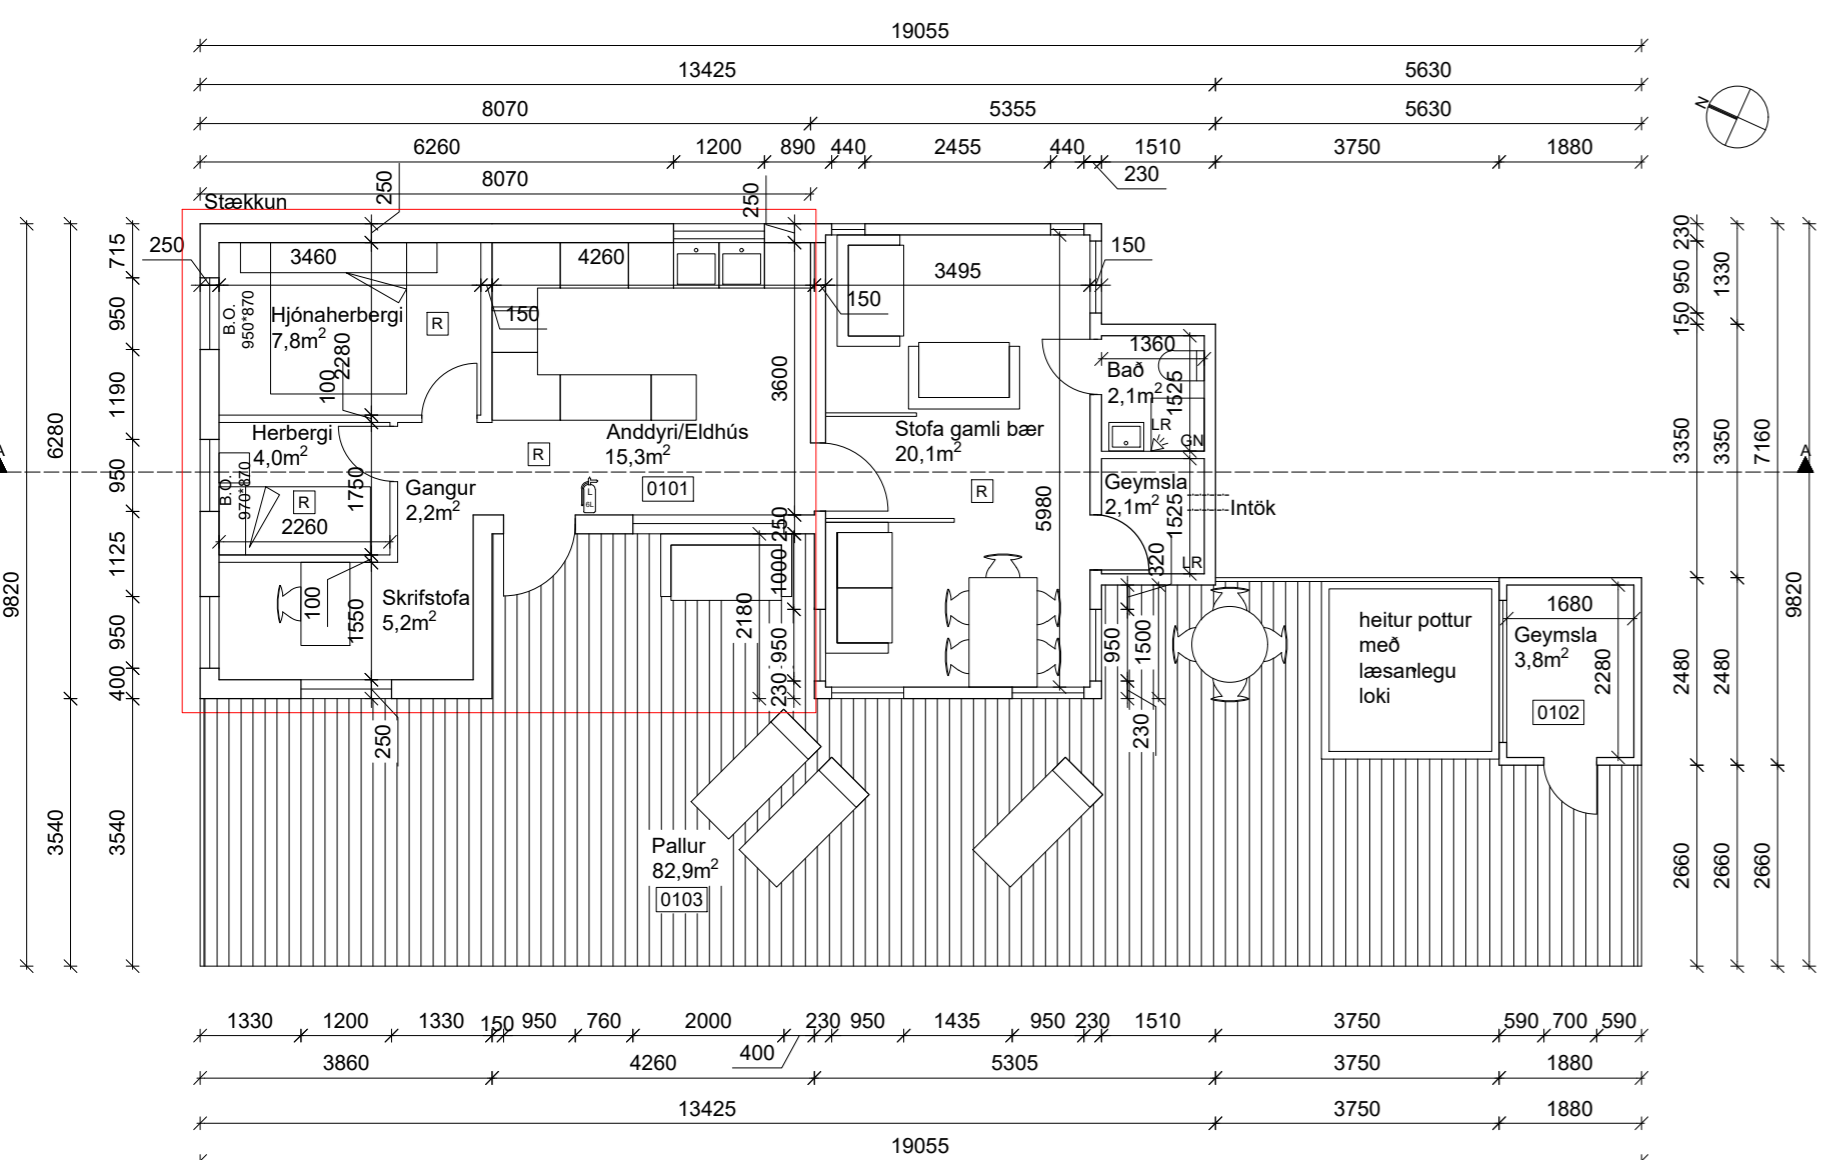 19055
13425 5630
8070 5355 5630
6260 1200 890 440 2455 440 1510 3750 1880
230
8070
N
Stækkun
250
250
250
150
3460
4260
3495
150
150
150
B.O.
950*870
Hjónaherbergi
7,8m²
R
2280
100
3600
1360
Bað
2,1m²
1525
LR
GN
Herbergi
4,0m²
B.O.
970*870
R
2260
1750
Gangur
2,2m²
R
Anddyri/Eldhús
15,3m²
0101
L
6L
Stofa gamli bær
20,1m²
R
5980
Geymsla
2,1m²
1525
Intök
LR
320
A
A
250
1000
2180
950
230
100
1550
Skrifstofa
5,2m²
250
950
1500
230
heitur pottur
með
læsanlegu
loki
1680
Geymsla
3,8m²
2280
0102
Pallur
82,9m²
0103
9820
6280
3540
715
950
1190
950
1125
950
400
3540
230
950
150
3350
2480
2660
1330
3350
2480
2660
7160
2660
9820
1330 1200 1330 150 950 760 2000 230 950 1435 950 230 1510 3750 590 700 590
400
3860 4260 5305 3750 1880
13425 3750 1880
19055